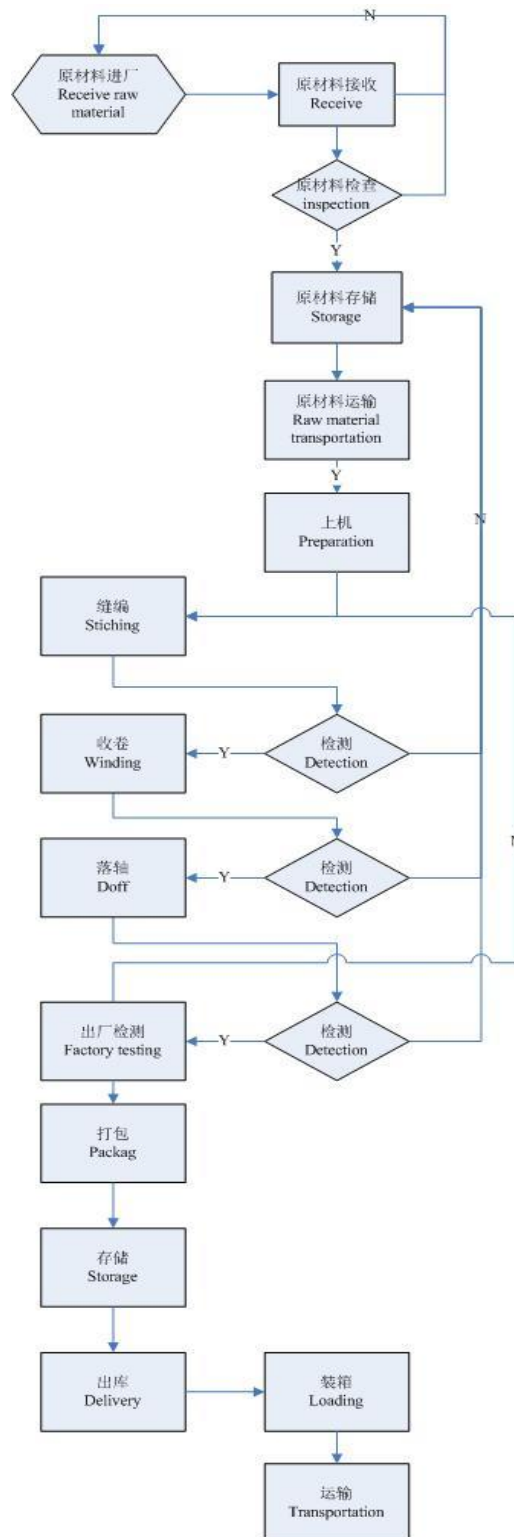 N
原材料进厂
Receive raw
material
原材料接收
Receive
原材料检查
inspection
Y
原材料存储
Storage
原材料运输
Raw material
transportation
Y
上机
Preparation
N
缝编
Stiching
收卷
Winding
Y
检测
Detection
N
落轴
Doff
Y
检测
Detection
出厂检测
Factory testing
Y
检测
Detection
打包
Packag
存储
Storage
出库
Delivery
装箱
Loading
运输
Transportation